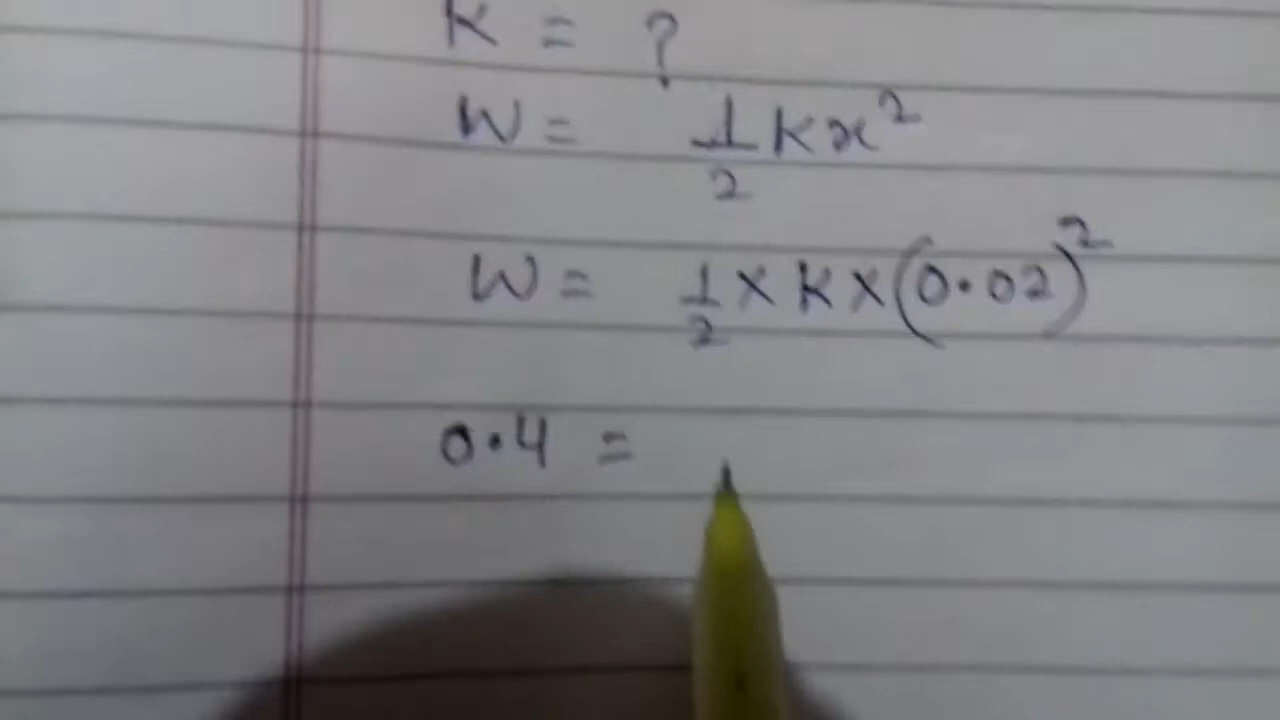 K = ?
W = 1/2 kx²
W = 1/2 × K × (0.02)²
0.4 =